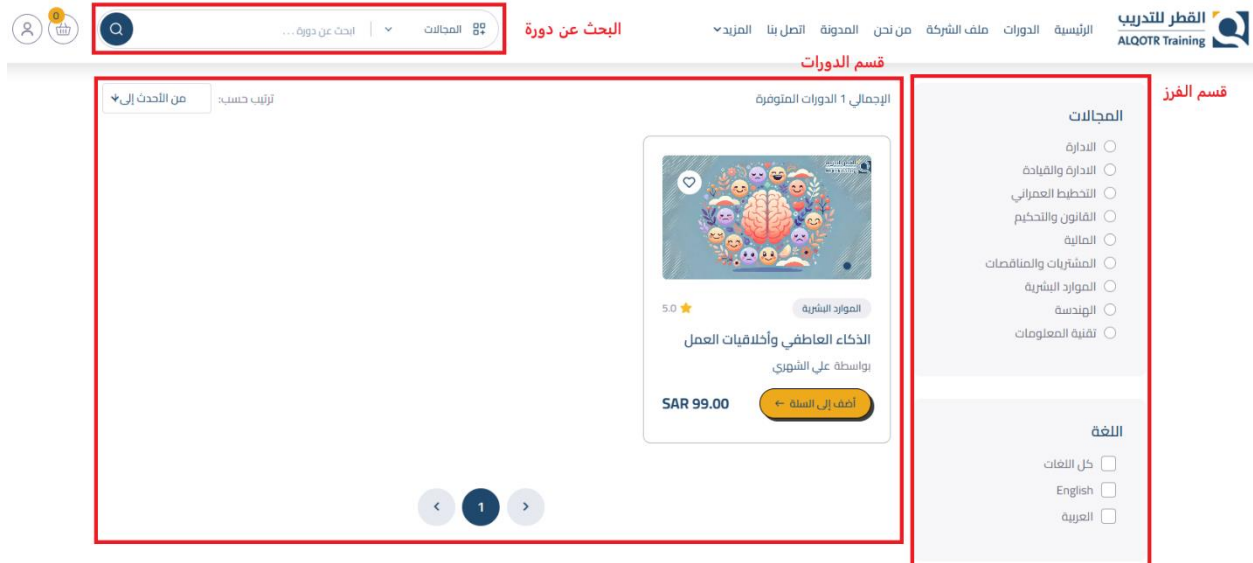 القطر للتدريب
ALQOTR Training
الرئيسية الدورات ملف الشركة من نحن المدونة اتصل بنا المزيد
البحث عن دورة
المجالات
ابحث عن دورة . . .
0
قسم الفرز
المجالات
الادارة
الادارة والقيادة
التخطيط العمراني
القانون والتحكيم
المالية
المشتريات والمناقصات
الموارد البشرية
الهندسة
تقنية المعلومات
اللغة
كل اللغات
English
العربية
قسم الدورات
الإجمالي 1 الدورات المتوفرة
ترتيب حسب:
من الأحدث إلى
الموارد البشرية
5.0
الذكاء العاطفي وأخلاقيات العمل
بواسطة علي الشهري
أضف إلى السلة
SAR 99.00
1